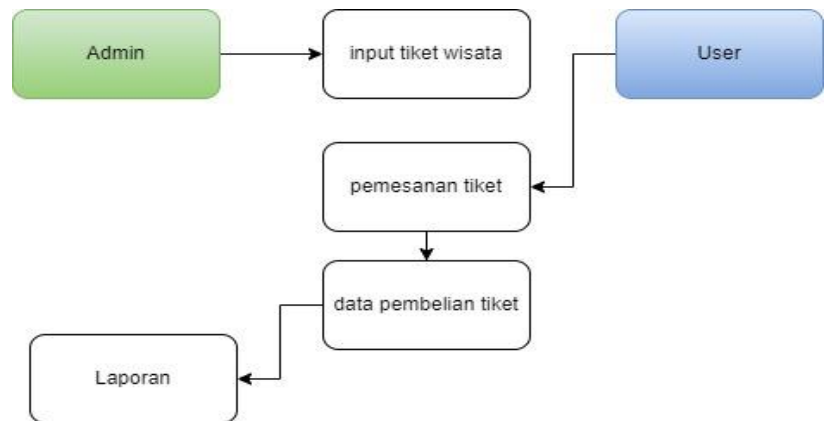 Admin
input tiket wisata
User
pemesanan tiket
data pembelian tiket
Laporan